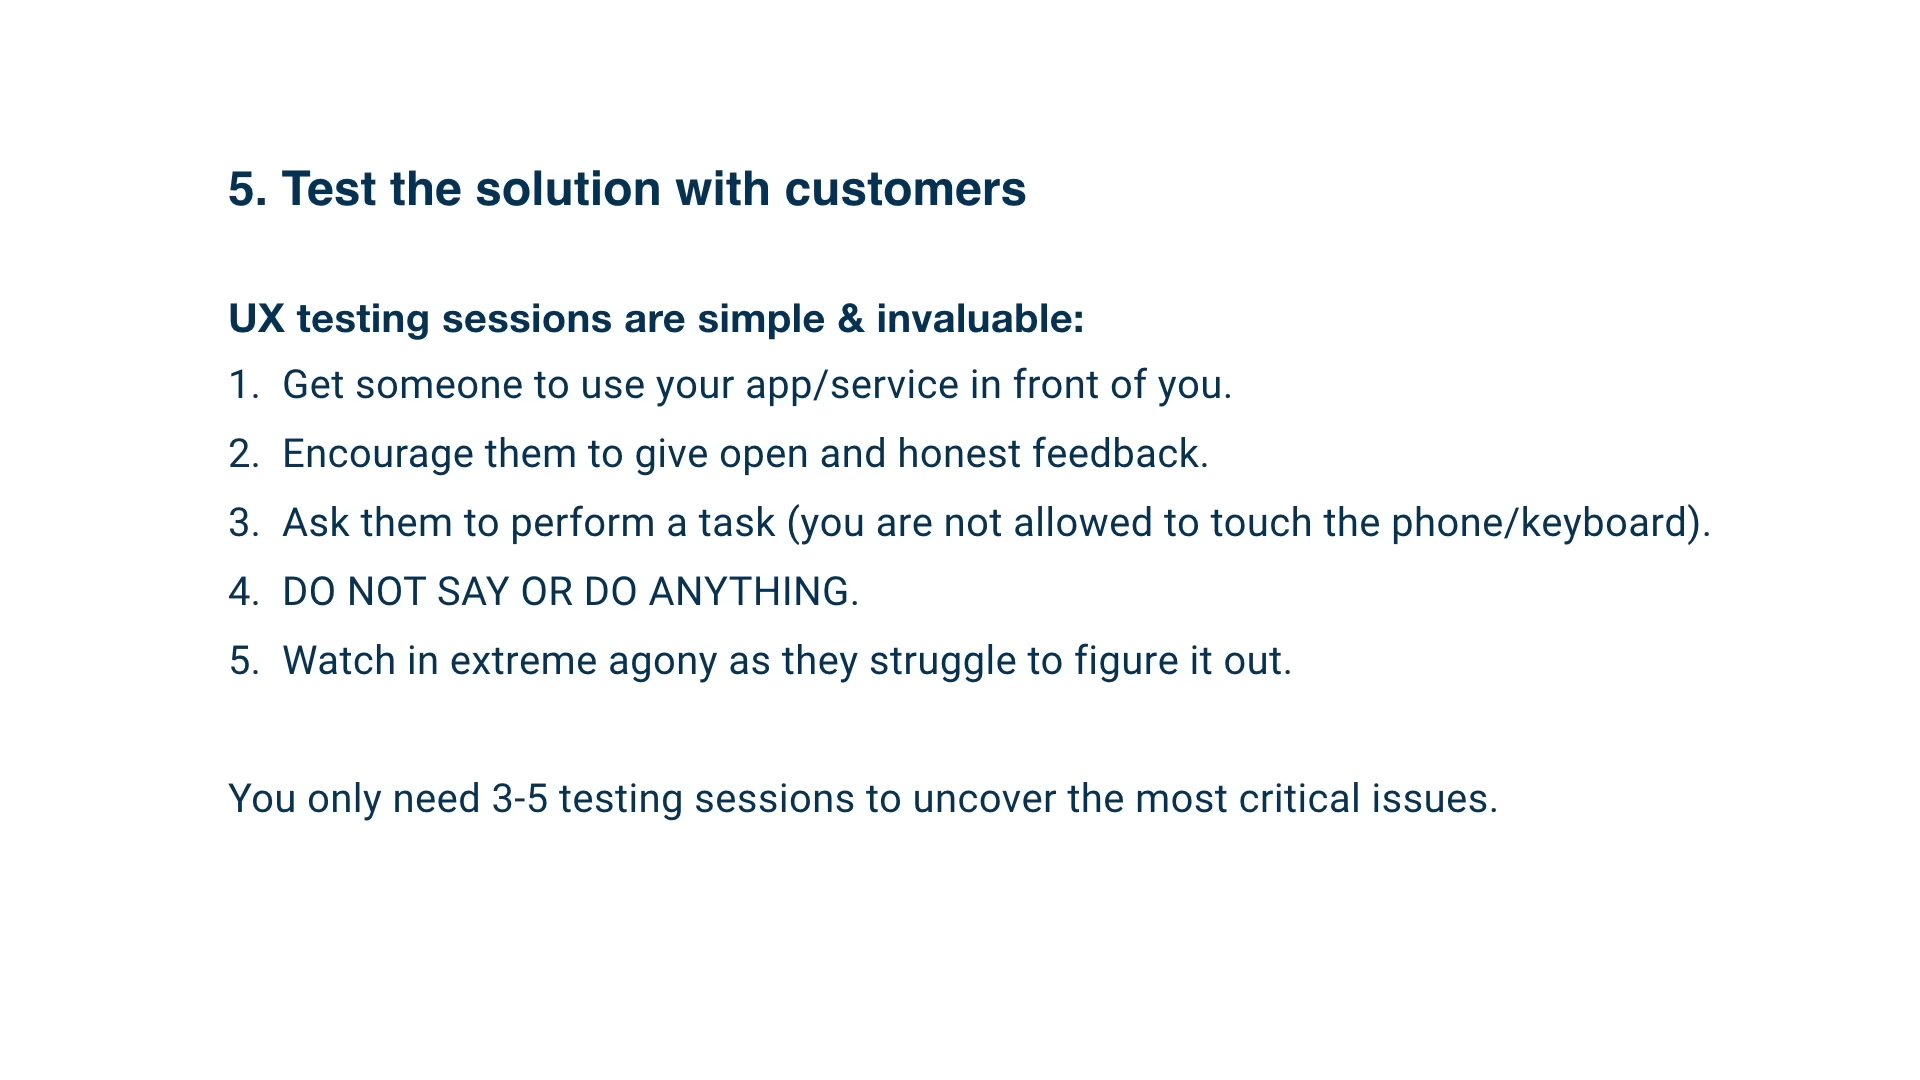 5. Test the solution with customers
UX testing sessions are simple & invaluable:
1. Get someone to use your app/service in front of you.
2. Encourage them to give open and honest feedback.
3. Ask them to perform a task (you are not allowed to touch the phone/keyboard).
4. DO NOT SAY OR DO ANYTHING.
5. Watch in extreme agony as they struggle to figure it out.
You only need 3-5 testing sessions to uncover the most critical issues.